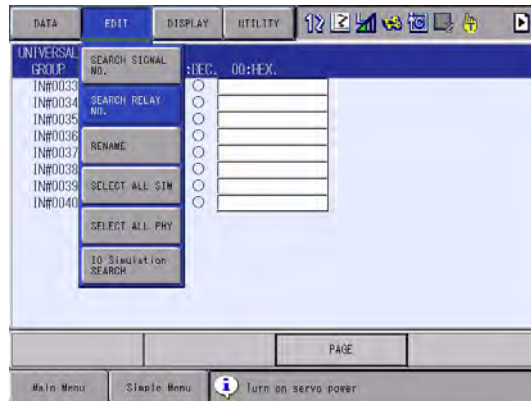 DATA EDIT DISPLAY UTILITY
UNIVERSAL
GROUP :DEC. 00:HEX.
SEARCH SIGNAL
NO.
SEARCH RELAY
NO.
RENAME
SELECT ALL SIM
SELECT ALL PHY
IO Simulation
SEARCH
IN#0033
IN#0034
IN#0035
IN#0036
IN#0037
IN#0038
IN#0039
IN#0040
PAGE
Main Menu Simple Menu Turn on servo power